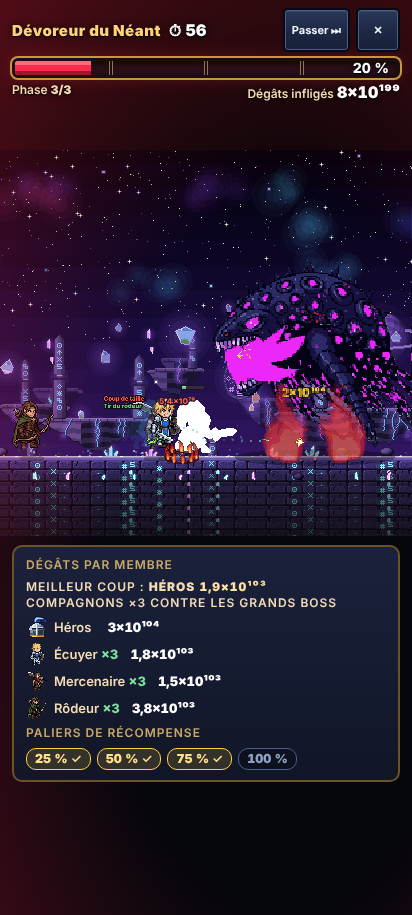 Dévoreur du Néant ⏱ 56
Passer ⏭
×
20 %
Phase 3/3
Dégâts infligés 8×10¹⁹⁹
Coup de taille
Tir du rôdeur
2×10¹⁰⁴
DÉGÂTS PAR MEMBRE
MEILLEUR COUP : HÉROS 1,9×10¹⁰³
COMPAGNONS ×3 CONTRE LES GRANDS BOSS
Héros 3×10¹⁰⁴
Écuyer ×3 1,8×10¹⁰³
Mercenaire ×3 1,5×10¹⁰³
Rôdeur ×3 3,8×10¹⁰³
PALIERS DE RÉCOMPENSE
25 % ✓ 50 % ✓ 75 % ✓ 100 %